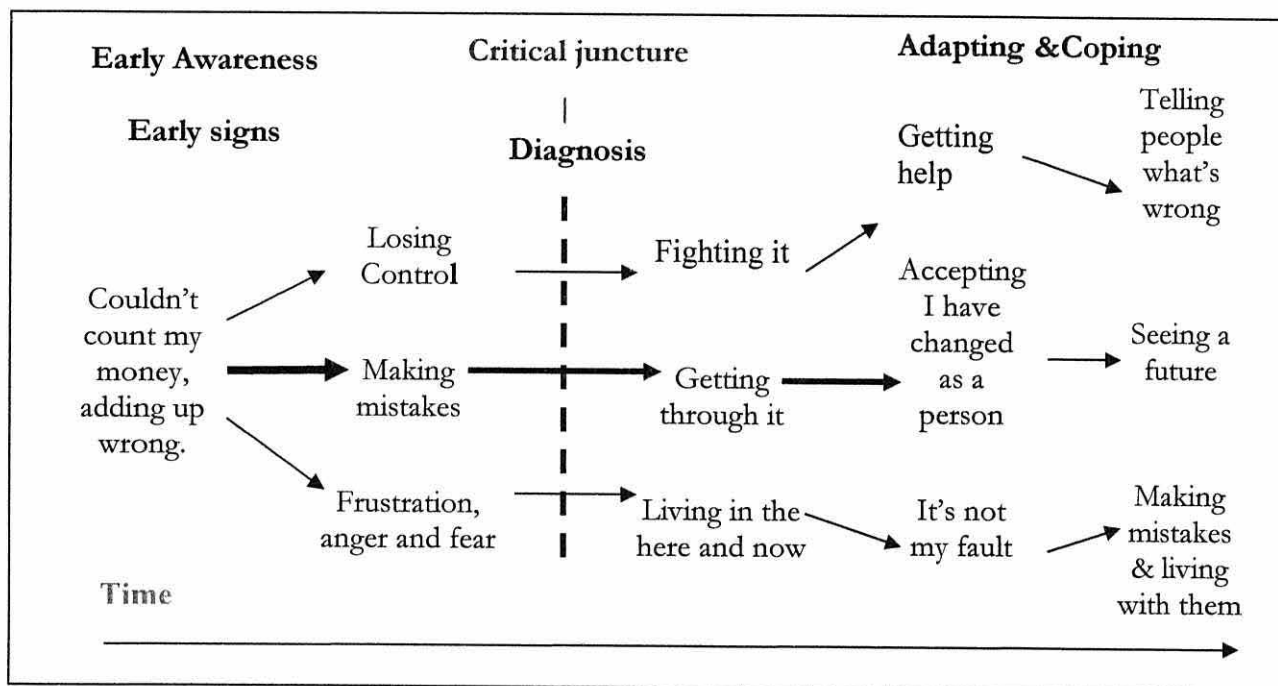 Early Awareness
Critical juncture
Adapting &Coping
Early signs
Diagnosis
Couldn't
count my
money,
adding up
wrong.
Losing
Control
Making
mistakes
Frustration,
anger and fear
Fighting it
Getting
through it
Living in the
here and now
Getting
help
Accepting
I have
changed
as a
person
It's not
my fault
Telling
people
what's
wrong
Seeing a
future
Making
mistakes
& living
with them
Time